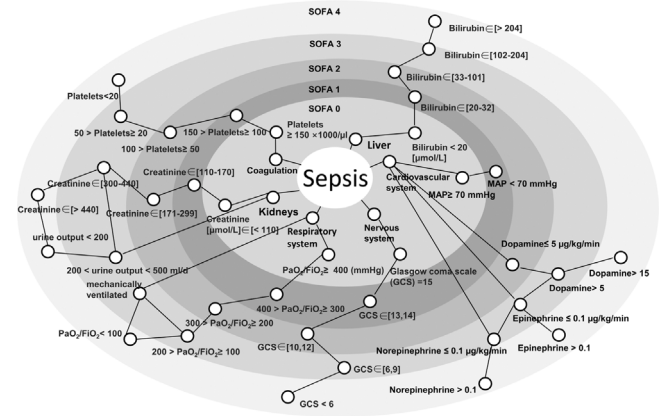 SOFA 4
SOFA 3
SOFA 2
SOFA 1
SOFA 0
Bilirubin∈[> 204]
Bilirubin∈[102-204]
Bilirubin∈[33-101]
Bilirubin∈[20-32]
Bilirubin < 20
[µmol/L]
Liver
Platelets<20
50 > Platelets≥ 20
100 > Platelets≥ 50
150 > Platelets≥ 100
Platelets
≥ 150 ×1000/µl
Coagulation
Sepsis
Cardiovascular
system
MAP≥ 70 mmHg
MAP < 70 mmHg
Creatinine∈[300-440]
Creatinine∈[110-170]
Creatinine∈[> 440]
Creatinine∈[171-299]
Creatinine
[µmol/L]∈[< 110]
Kidneys
urine output < 200
200 < urine output < 500 ml/d
Respiratory
system
Nervous
system
Dopamine≤ 5 µg/kg/min
Dopamine> 5
Dopamine> 15
mechanically
ventilated
PaO₂/FiO₂≥ 400 (mmHg)
400 > PaO₂/FiO₂≥ 300
300 > PaO₂/FiO₂≥ 200
200 > PaO₂/FiO₂≥ 100
PaO₂/FiO₂< 100
Glasgow coma scale
(GCS) =15
GCS∈[13,14]
GCS∈[10,12]
GCS∈[6,9]
GCS < 6
Epinephrine ≤ 0.1 µg/kg/min
Epinephrine > 0.1
Norepinephrine ≤ 0.1 µg/kg/min
Norepinephrine > 0.1